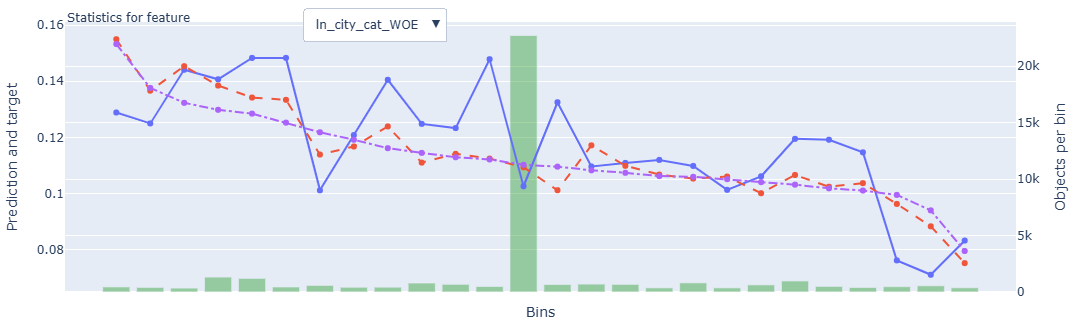 Statistics for feature
ln_city_cat_WOE ▼
0.16
0.14
0.12
0.1
0.08
Prediction and target
20k
15k
10k
5k
0
Objects per bin
Bins